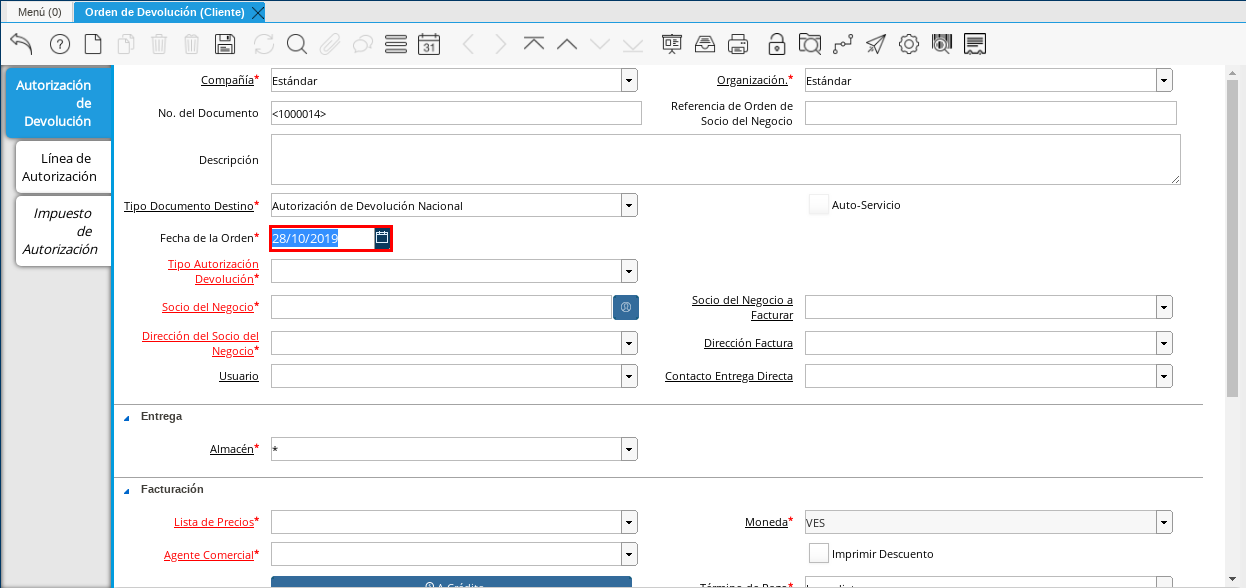 Menú (0)
Orden de Devolución (Cliente)
31
Autorización
de
Devolución
Línea de
Autorización
Impuesto
de
Autorización
Compañía* Estándar
Organización.* Estándar
No. del Documento <1000014>
Referencia de Orden de
Socio del Negocio
Descripción
Tipo Documento Destino* Autorización de Devolución Nacional
Auto-Servicio
Fecha de la Orden* 28/10/2019
Tipo Autorización
Devolución*
Socio del Negocio*
Socio del Negocio a
Facturar
Dirección del Socio del
Negocio*
Dirección Factura
Usuario
Contacto Entrega Directa
Entrega
Almacén* *
Facturación
Lista de Precios*
Moneda* VES
Agente Comercial*
Imprimir Descuento
A Crédito
Término de Pago*